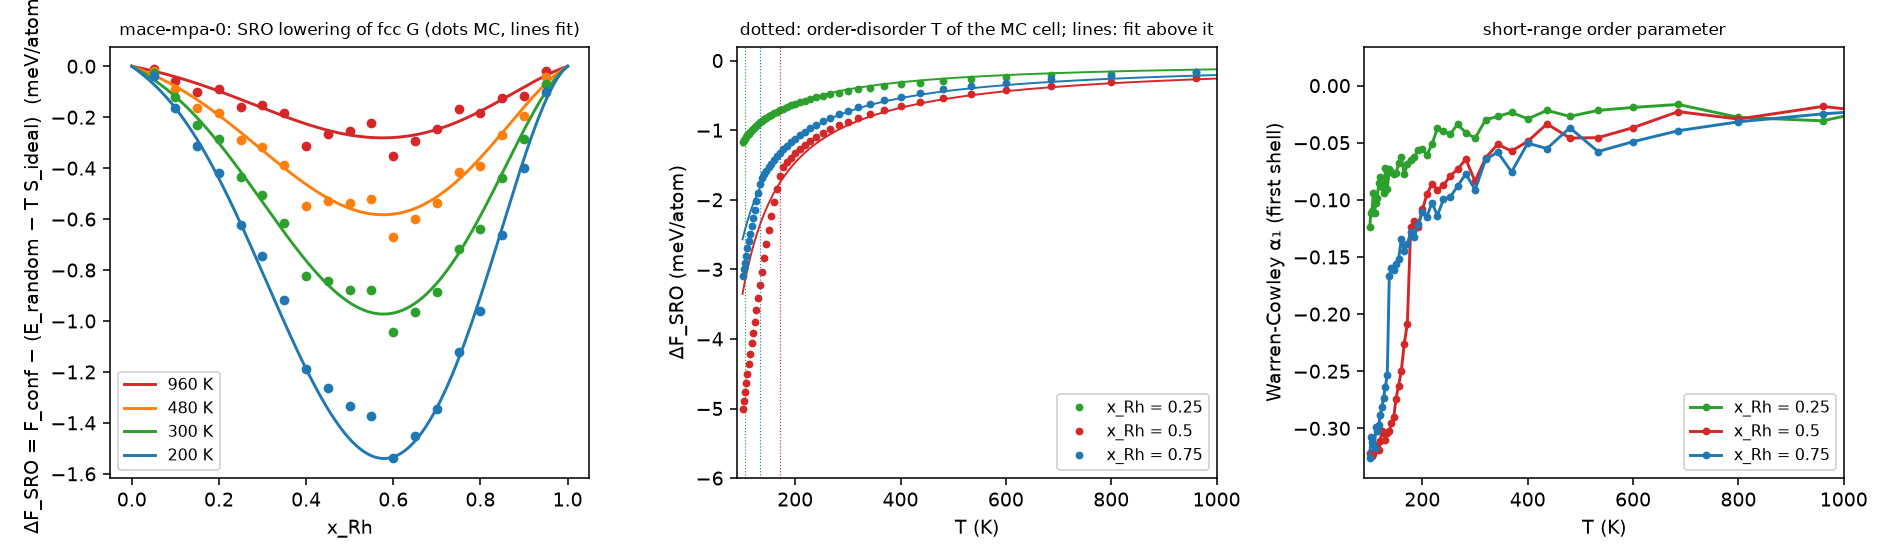 mace-mpa-0: SRO lowering of fcc G (dots MC, lines fit)
ΔF_SRO = F_conf − (E_random − T S_ideal) (meV/atom
0.0
−0.2
−0.4
−0.6
−0.8
−1.0
−1.2
−1.4
−1.6
960 K
480 K
300 K
200 K
0.0 0.2 0.4 0.6 0.8 1.0
x_Rh
dotted: order-disorder T of the MC cell; lines: fit above it
ΔF_SRO (meV/atom)
0
−1
−2
−3
−4
−5
−6
x_Rh = 0.25
x_Rh = 0.5
x_Rh = 0.75
200 400 600 800 1000
T (K)
short-range order parameter
Warren-Cowley α₁ (first shell)
0.00
−0.05
−0.10
−0.15
−0.20
−0.25
−0.30
x_Rh = 0.25
x_Rh = 0.5
x_Rh = 0.75
200 400 600 800 1000
T (K)